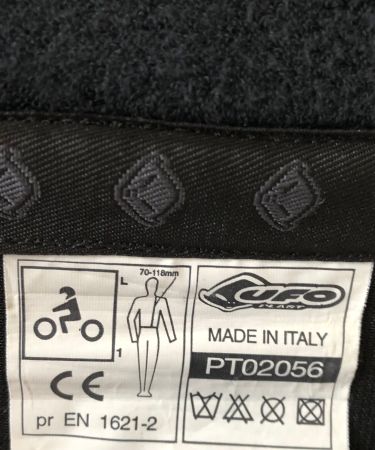 70-118mm
L
1
CE
pr EN 1621-2
UFO
PLAST
MADE IN ITALY
PT02056